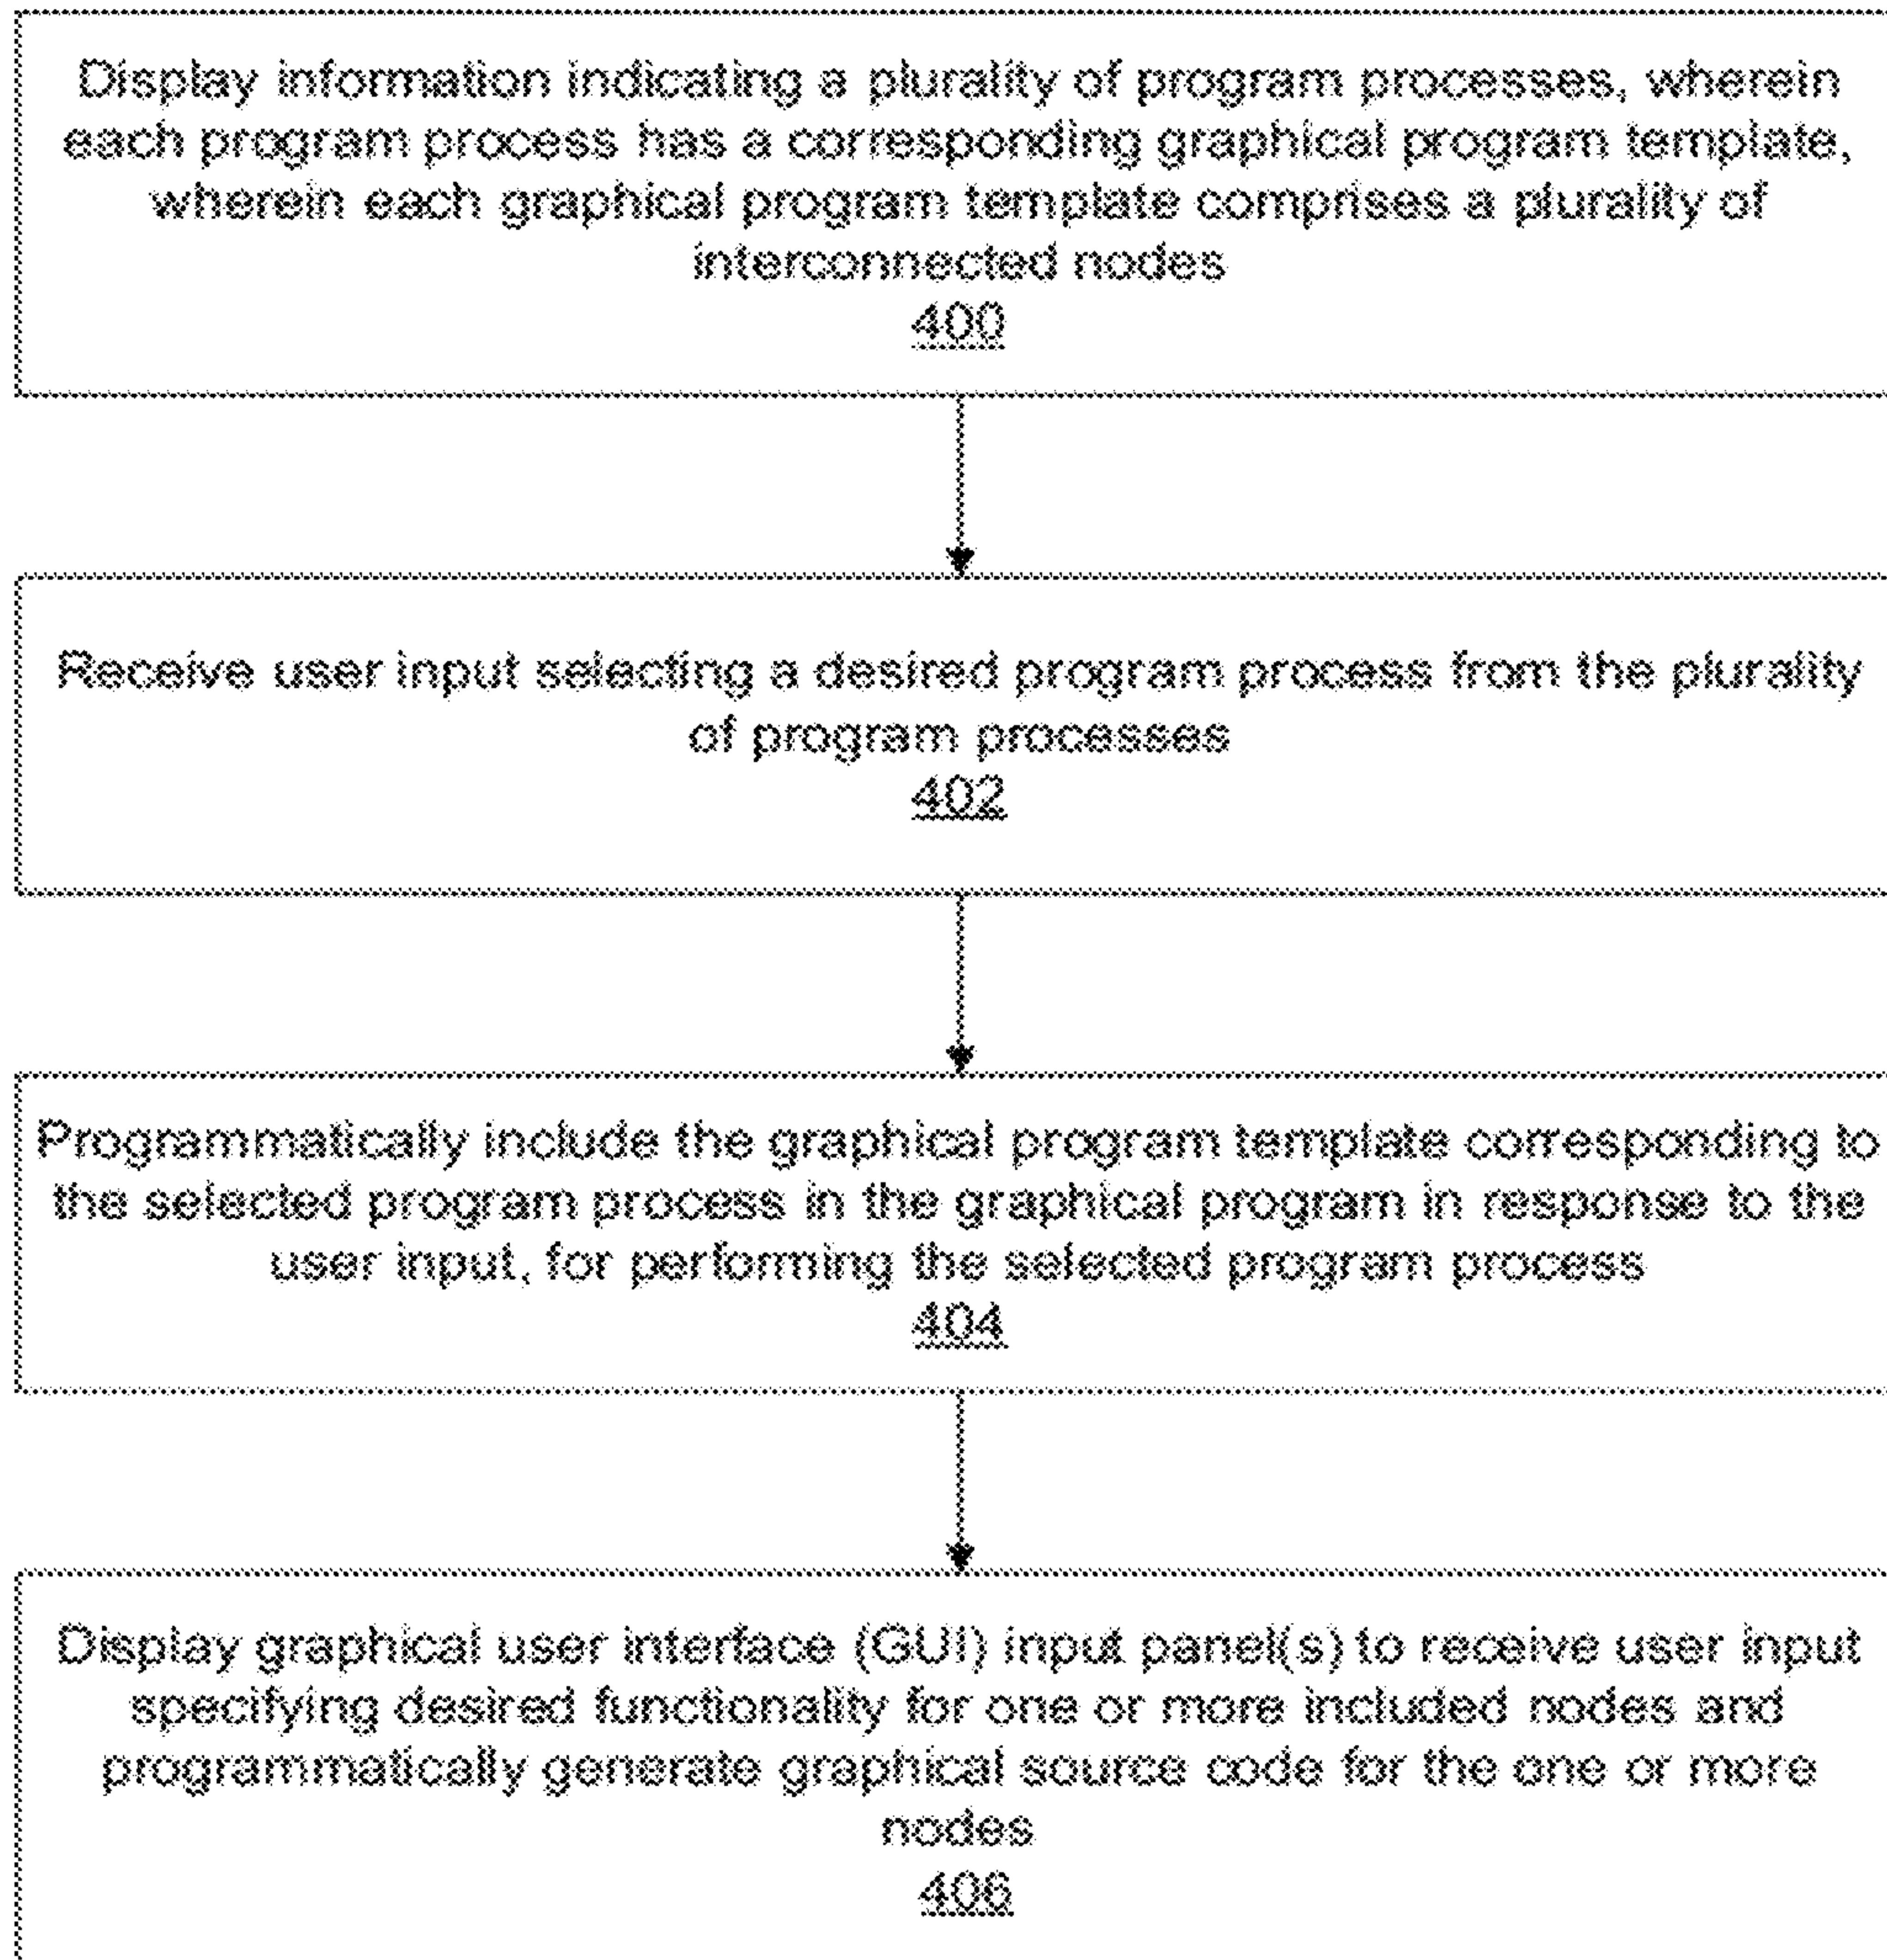 Display information indicating a plurality of program processes, wherein
each program process has a corresponding graphical program template,
wherein each graphical program template comprises a plurality of
interconnected nodes
400
Receive user input selecting a desired program process from the plurality
of program processes
402
Programmatically include the graphical program template corresponding to
the selected program process in the graphical program in response to the
user input, for performing the selected program process
404
Display graphical user interface (GUI) input panel(s) to receive user input
specifying desired functionality for one or more included nodes and
programmatically generate graphical source code for the one or more
nodes
406